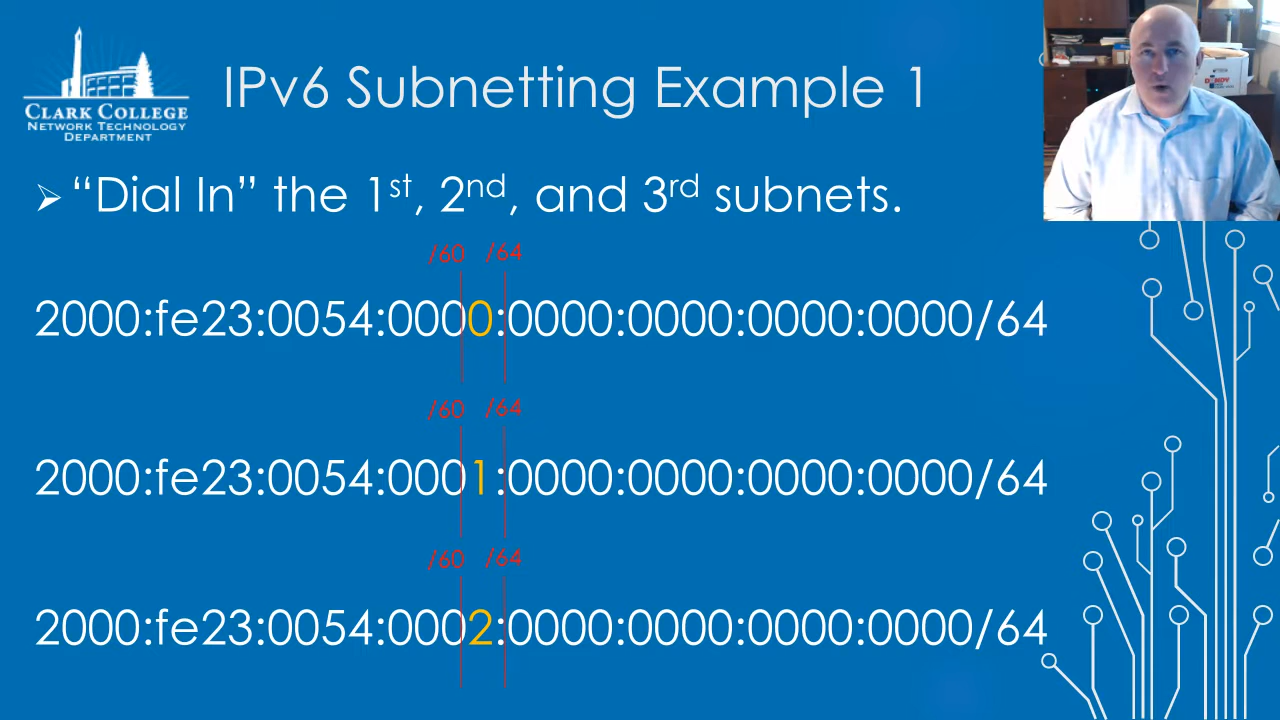 CLARK COLLEGE
NETWORK TECHNOLOGY
DEPARTMENT
IPv6 Subnetting Example 1
“Dial In” the 1st, 2nd, and 3rd subnets.
/60 /64
2000:fe23:0054:0000:0000:0000:0000:0000/64
/60 /64
2000:fe23:0054:0001:0000:0000:0000:0000/64
/60 /64
2000:fe23:0054:0002:0000:0000:0000:0000/64